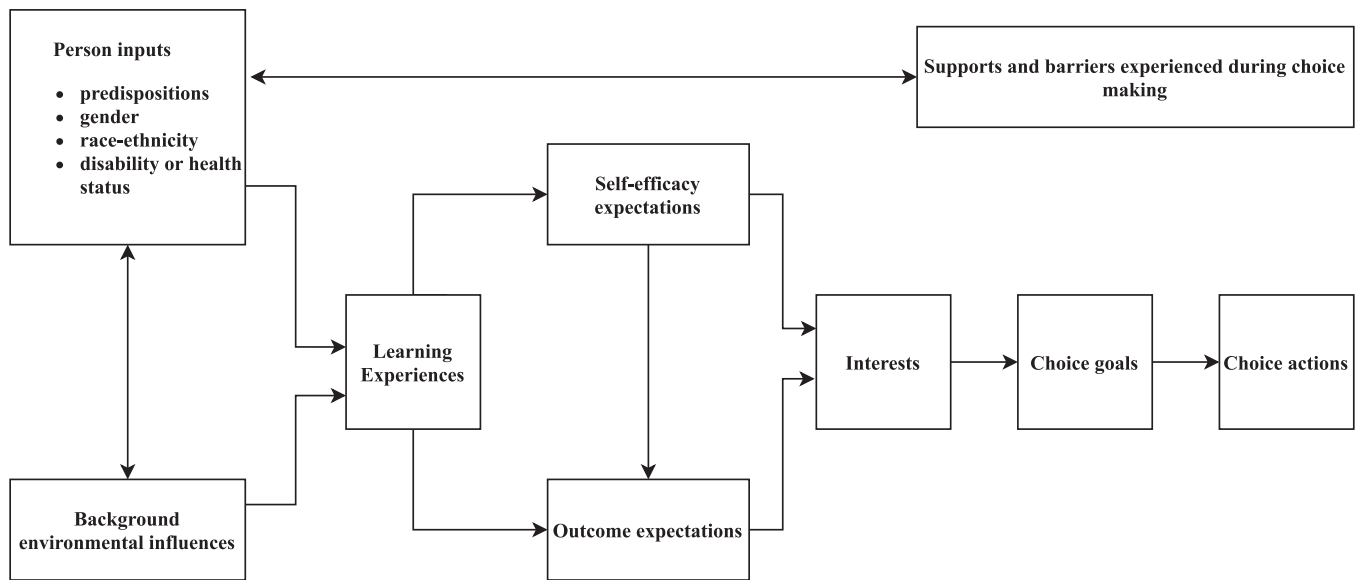 Person inputs
• predispositions
• gender
• race-ethnicity
• disability or health
status
Supports and barriers experienced during choice
making
Self-efficacy
expectations
Learning
Experiences
Interests
Choice goals
Choice actions
Background
environmental influences
Outcome expectations